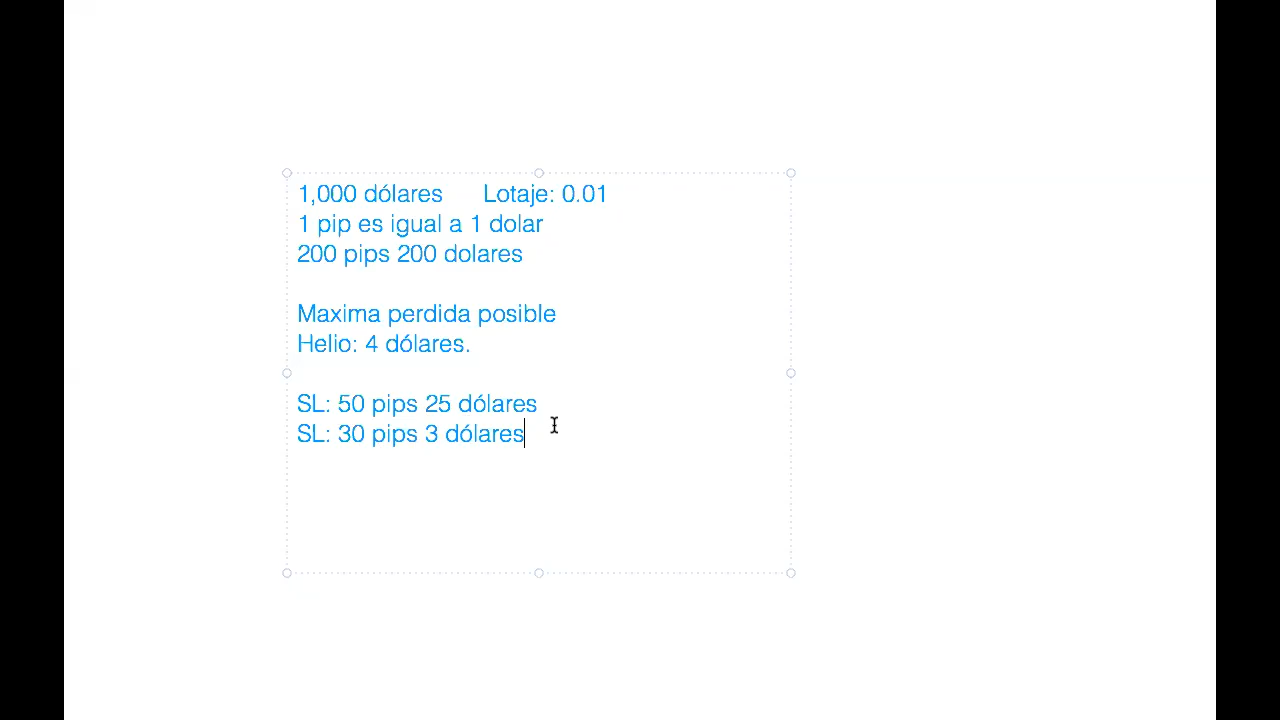 1,000 dólares Lotaje: 0.01
1 pip es igual a 1 dolar
200 pips 200 dolares
Maxima perdida posible
Helio: 4 dólares.
SL: 50 pips 25 dólares
SL: 30 pips 3 dólares